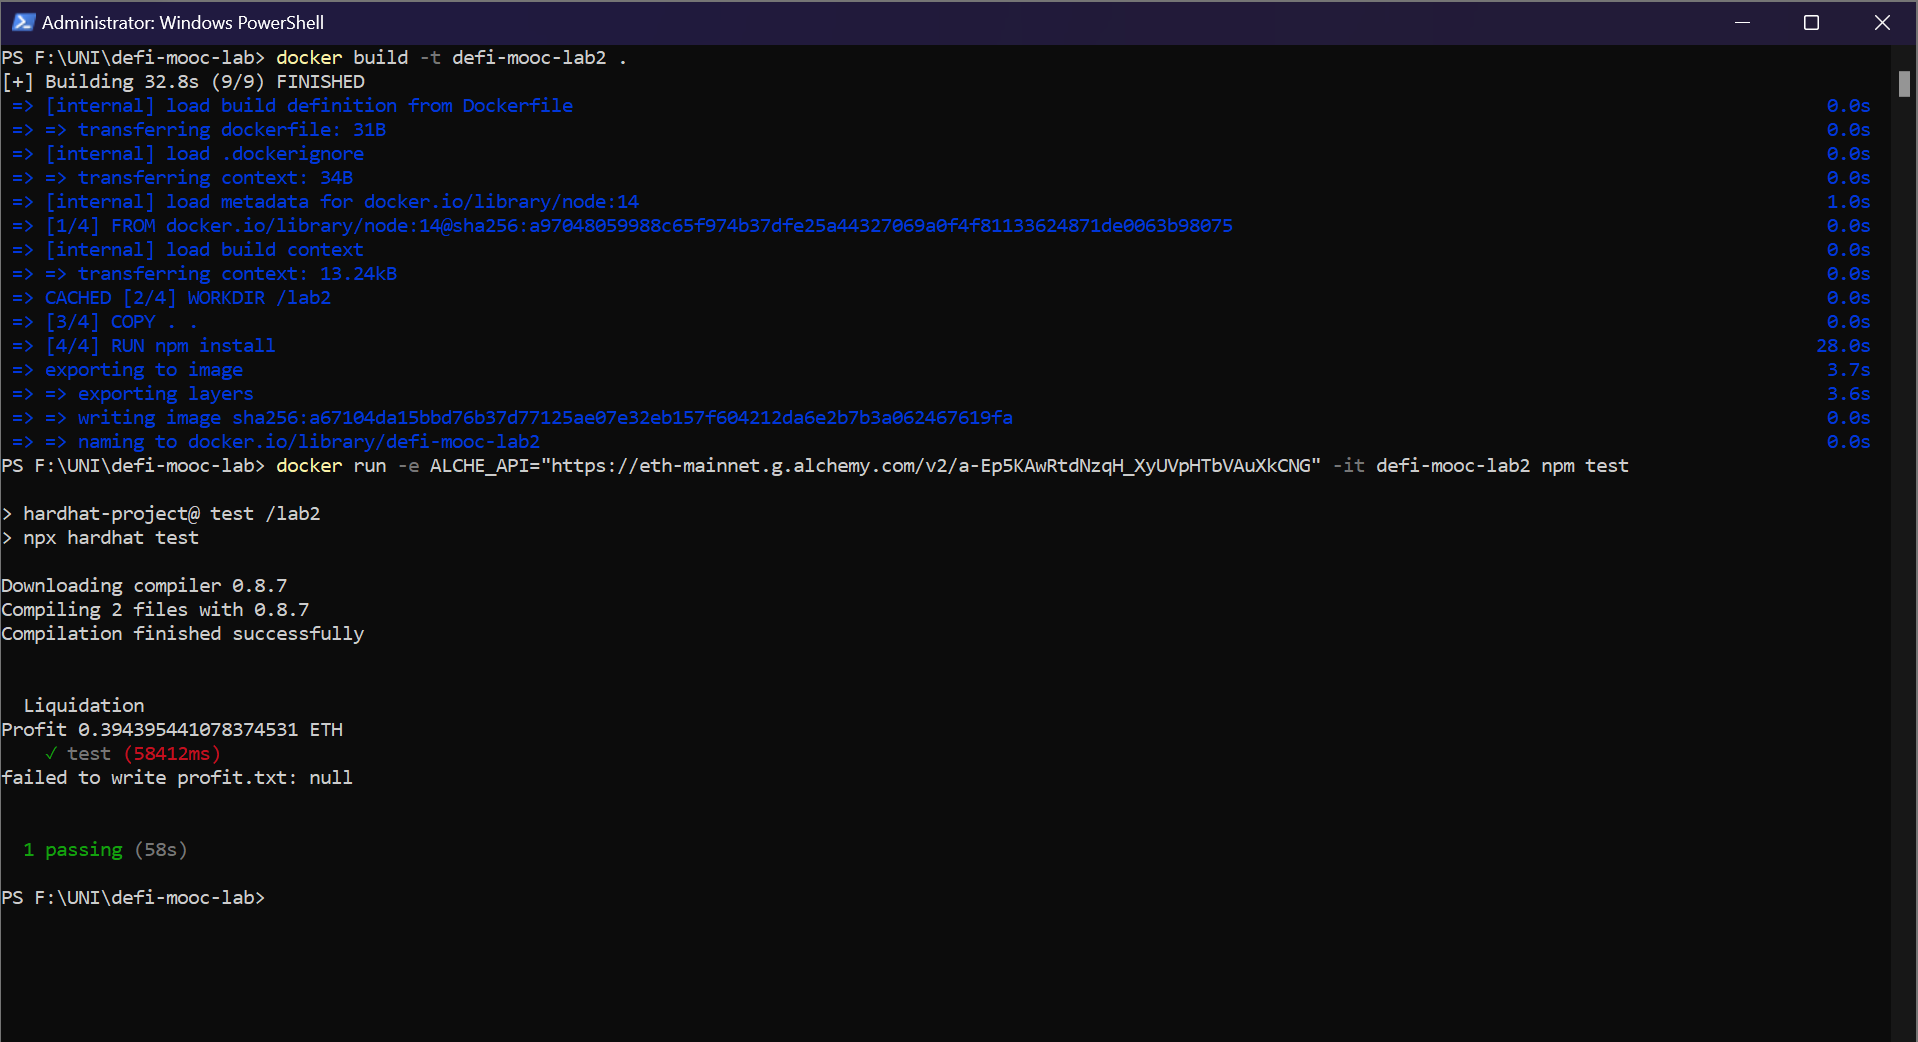 Administrator: Windows PowerShell
PS F:\UNI\defi-mooc-lab> docker build -t defi-mooc-lab2 .
[+] Building 32.8s (9/9) FINISHED
=> [internal] load build definition from Dockerfile 0.0s
=> => transferring dockerfile: 31B 0.0s
=> [internal] load .dockerignore 0.0s
=> => transferring context: 34B 0.0s
=> [internal] load metadata for docker.io/library/node:14 1.0s
=> [1/4] FROM docker.io/library/node:14@sha256:a97048059988c65f974b37dfe25a44327069a0f4f81133624871de0063b98075 0.0s
=> [internal] load build context 0.0s
=> => transferring context: 13.24kB 0.0s
=> CACHED [2/4] WORKDIR /lab2 0.0s
=> [3/4] COPY . . 0.0s
=> [4/4] RUN npm install 28.0s
=> exporting to image 3.7s
=> => exporting layers 3.6s
=> => writing image sha256:a67104da15bbd76b37d77125ae07e32eb157f604212da6e2b7b3a062467619fa 0.0s
=> => naming to docker.io/library/defi-mooc-lab2 0.0s
PS F:\UNI\defi-mooc-lab> docker run -e ALCHE_API="https://eth-mainnet.g.alchemy.com/v2/a-Ep5KAwRtdNzqH_XyUVpHTbVAuXkCNG" -it defi-mooc-lab2 npm test
> hardhat-project@ test /lab2
> npx hardhat test
Downloading compiler 0.8.7
Compiling 2 files with 0.8.7
Compilation finished successfully
Liquidation
Profit 0.394395441078374531 ETH
✓ test (58412ms)
failed to write profit.txt: null
1 passing (58s)
PS F:\UNI\defi-mooc-lab>